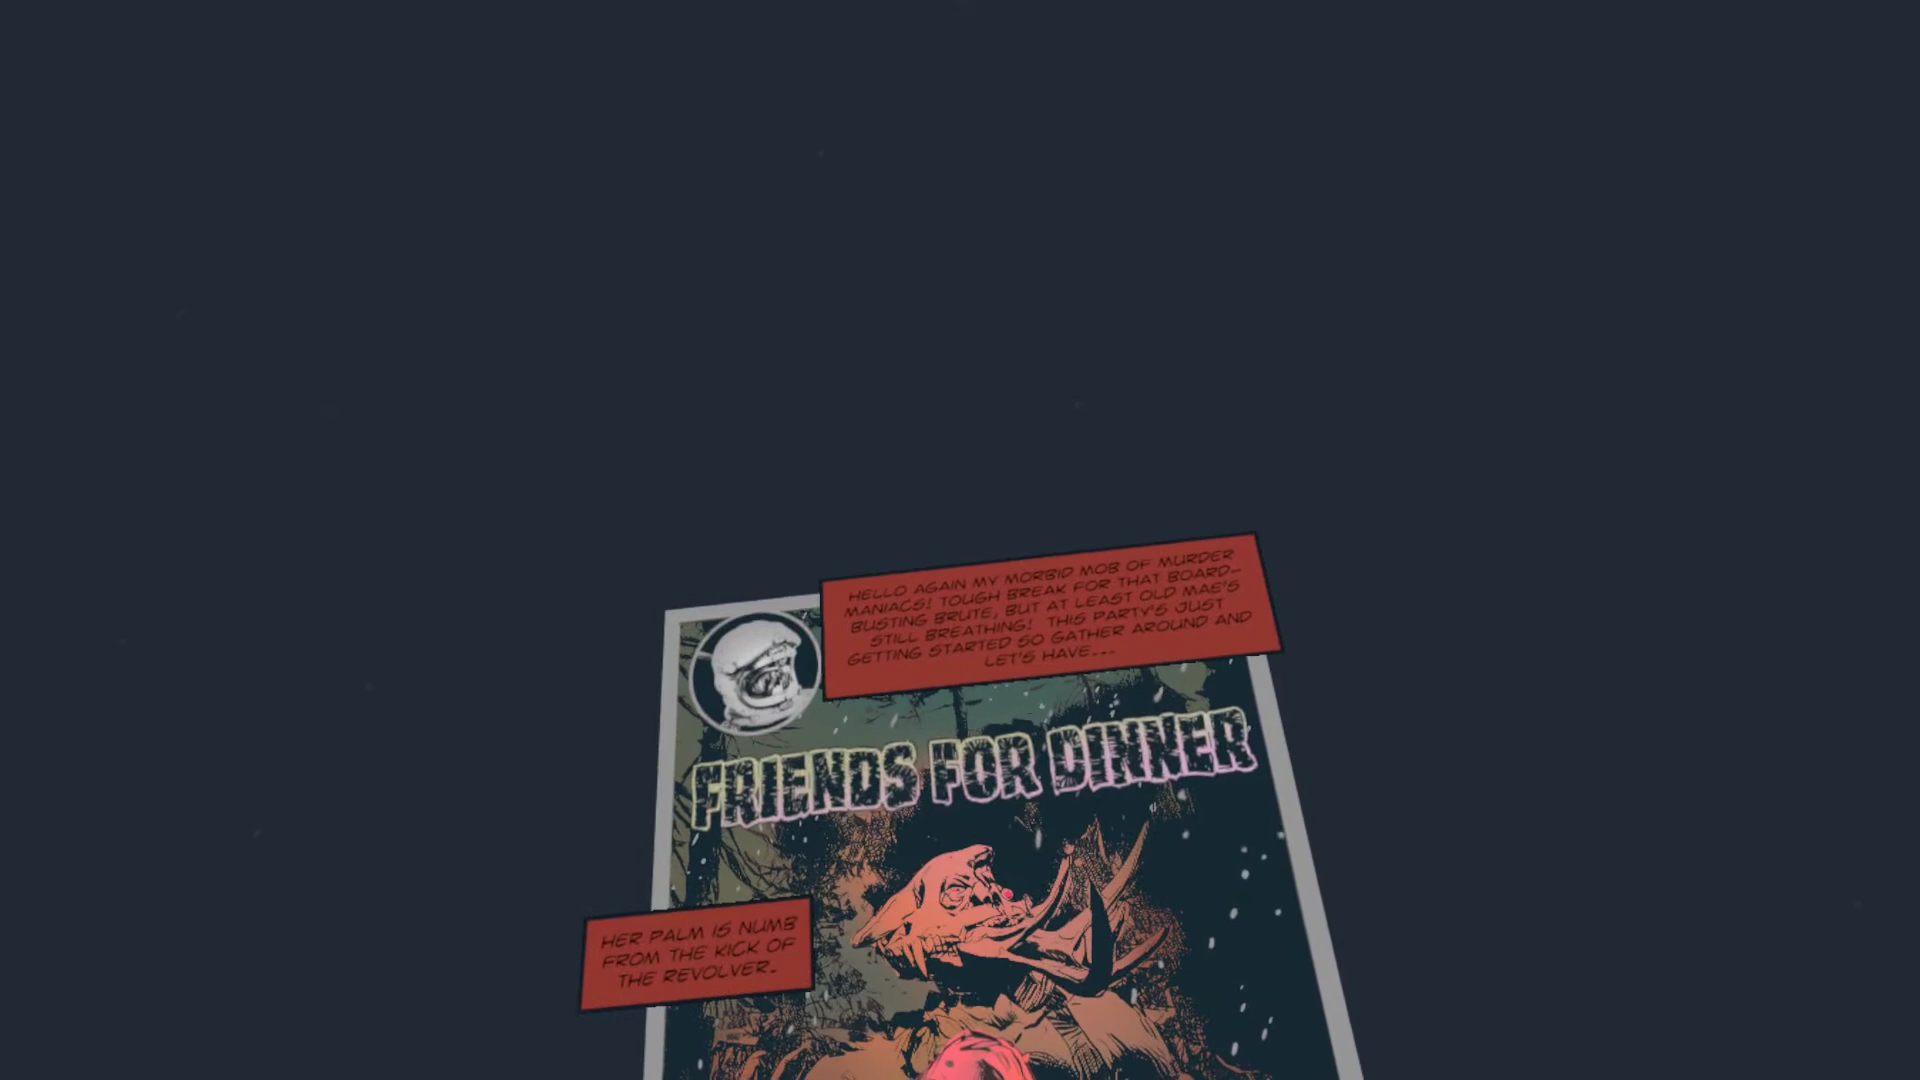 HELLO AGAIN MY MORBID MOB OF MURDER
MANIACS! TOUGH BREAK FOR THAT BOAR-
BUSTING BRUTE, BUT AT LEAST OLD MAE'S
STILL BREATHING! THIS PARTY'S JUST
GETTING STARTED SO GATHER AROUND AND
LET'S HAVE...
FRIENDS FOR DINNER
HER PALM IS NUMB
FROM THE KICK OF
THE REVOLVER.